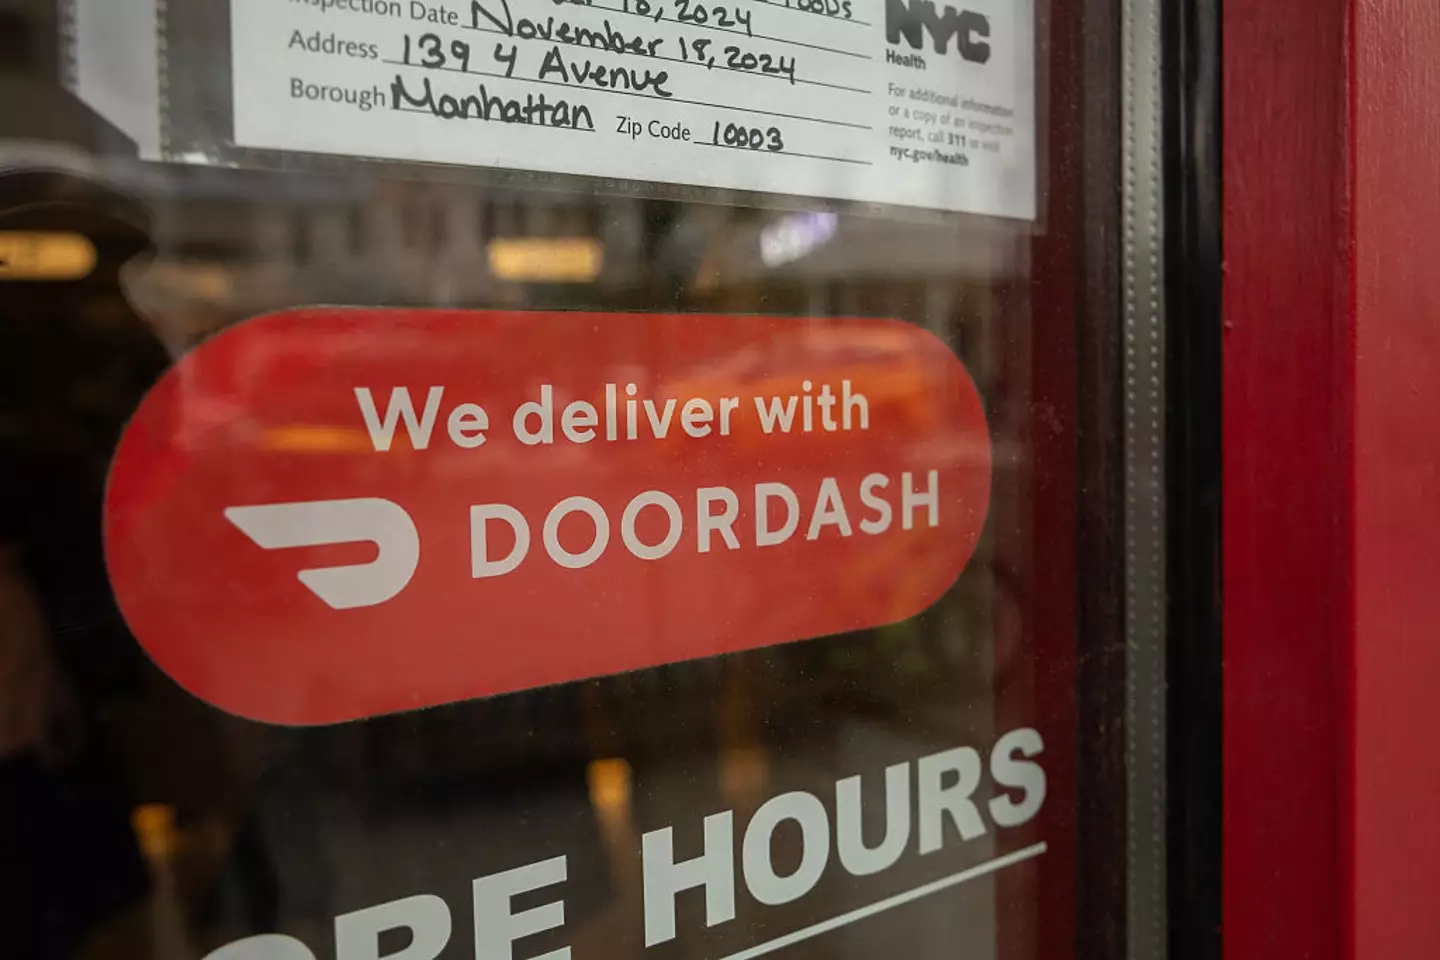 Inspection Date November 18, 2024
Address 139 4 Avenue
Borough Manhattan Zip Code 10003
NYC
Health
For additional information
or a copy of an inspection
report, call 311 or visit
nyc.gov/health
We deliver with
DOORDASH
ORE HOURS